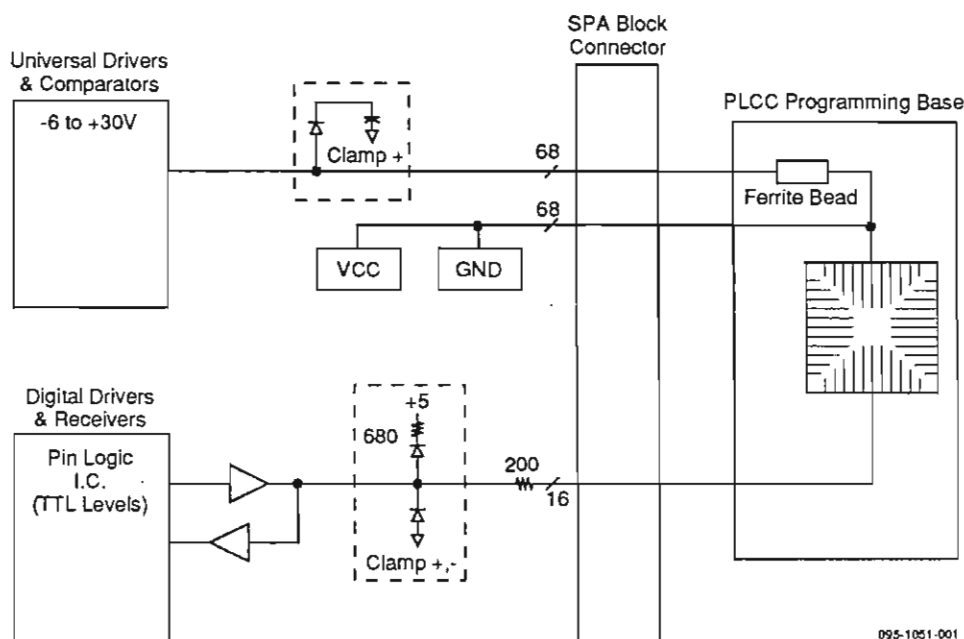 SPA Block
Connector
Universal Drivers
& Comparators
-6 to +30V
Clamp +
68
68
VCC
GND
PLCC Programming Base
Ferrite Bead
Digital Drivers
& Receivers
Pin Logic
I.C.
(TTL Levels)
+5
680
Clamp +,-
200
16
095-1051-001